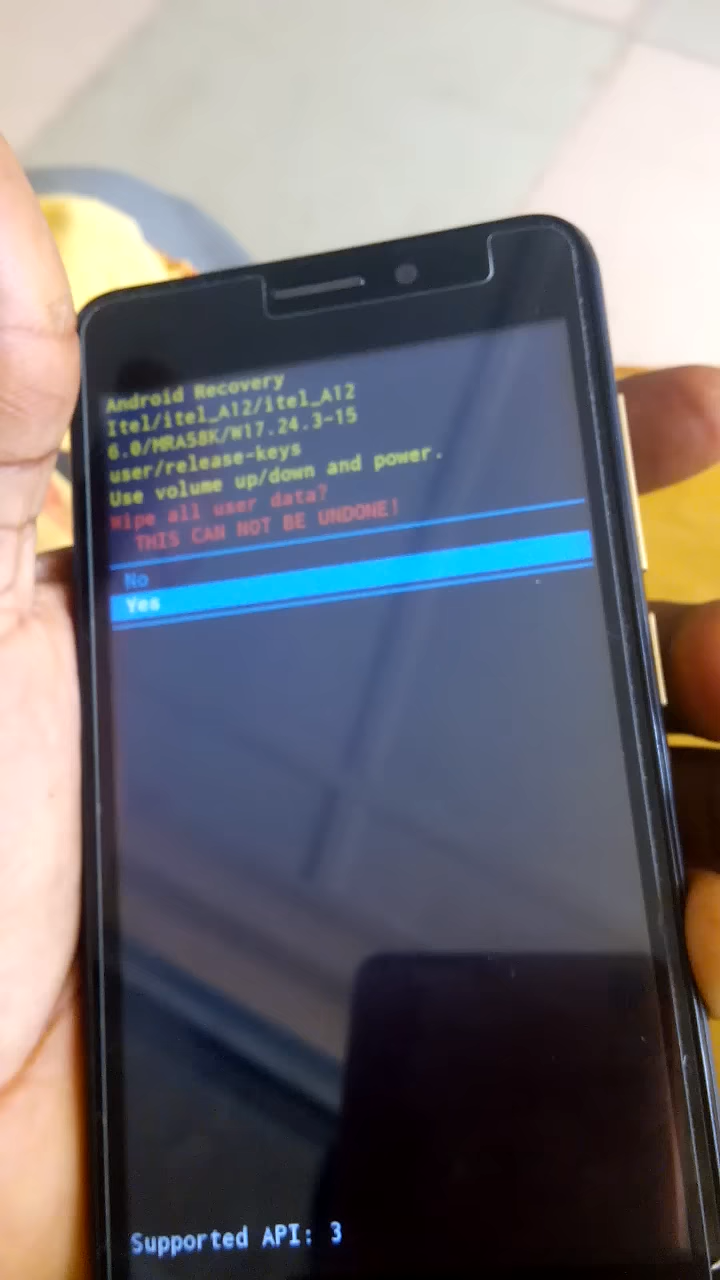 Android Recovery
Itel/itel_A12/itel_A12
6.0/MRA58K/W17.24.3-15
user/release-keys
Use volume up/down and power.
Wipe all user data?
THIS CAN NOT BE UNDONE!
No
Yes
Supported API: 3